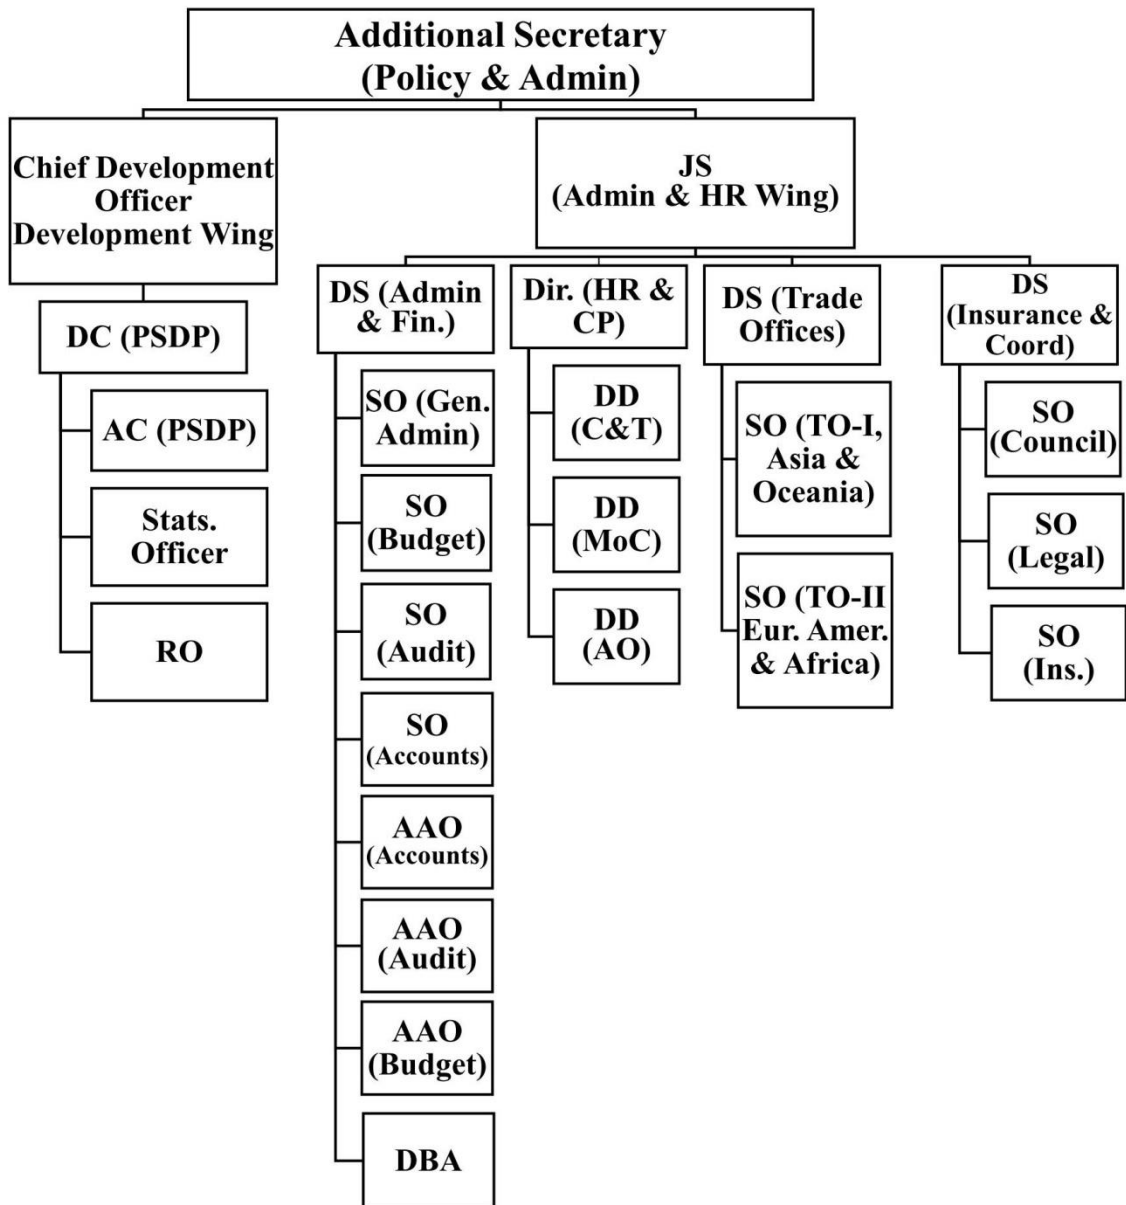 Additional Secretary
(Policy & Admin)
Chief Development
Officer
Development Wing
JS
(Admin & HR Wing)
DC (PSDP)
AC (PSDP)
Stats.
Officer
RO
DS (Admin
& Fin.)
SO (Gen.
Admin)
SO
(Budget)
SO
(Audit)
SO
(Accounts)
AAO
(Accounts)
AAO
(Audit)
AAO
(Budget)
DBA
Dir. (HR &
CP)
DD
(C&T)
DD
(MoC)
DD
(AO)
DS (Trade
Offices)
SO (TO-I,
Asia &
Oceania)
SO (TO-II
Eur. Amer.
& Africa)
DS
(Insurance &
Coord)
SO
(Council)
SO
(Legal)
SO
(Ins.)